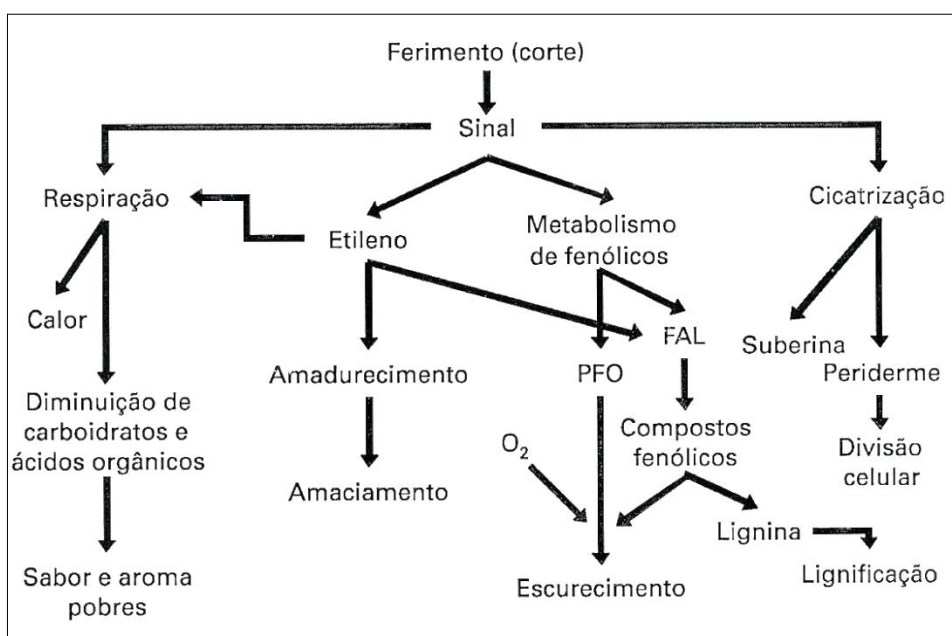 Ferimento (corte)
Sinal
Respiração
Etileno
Metabolismo
de fenólicos
Cicatrização
Calor
FAL
Suberina
Amadurecimento
PFO
Periderme
Diminuição de
carboidratos e
ácidos orgânicos
O₂
Compostos
fenólicos
Divisão
celular
Amaciamento
Lignina
Sabor e aroma
pobres
Escurecimento
Lignificação